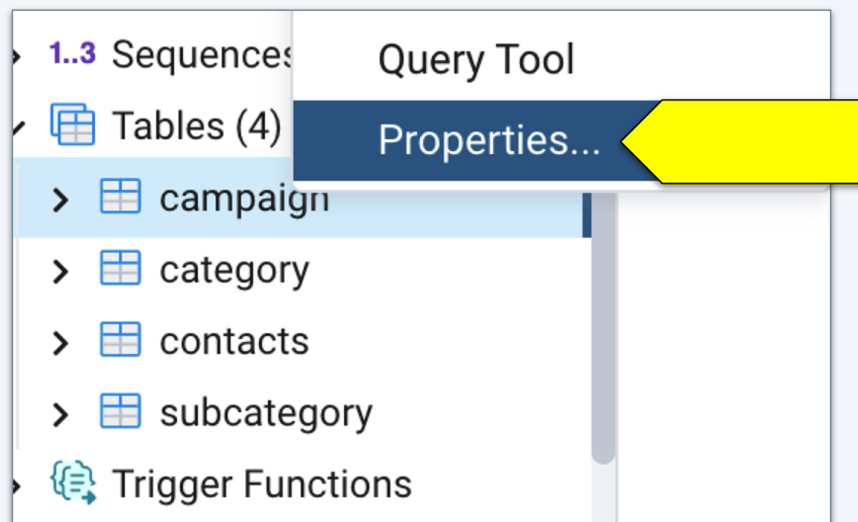 1..3 Sequences
Query Tool
Tables (4)
Properties...
campaign
category
contacts
subcategory
Trigger Functions